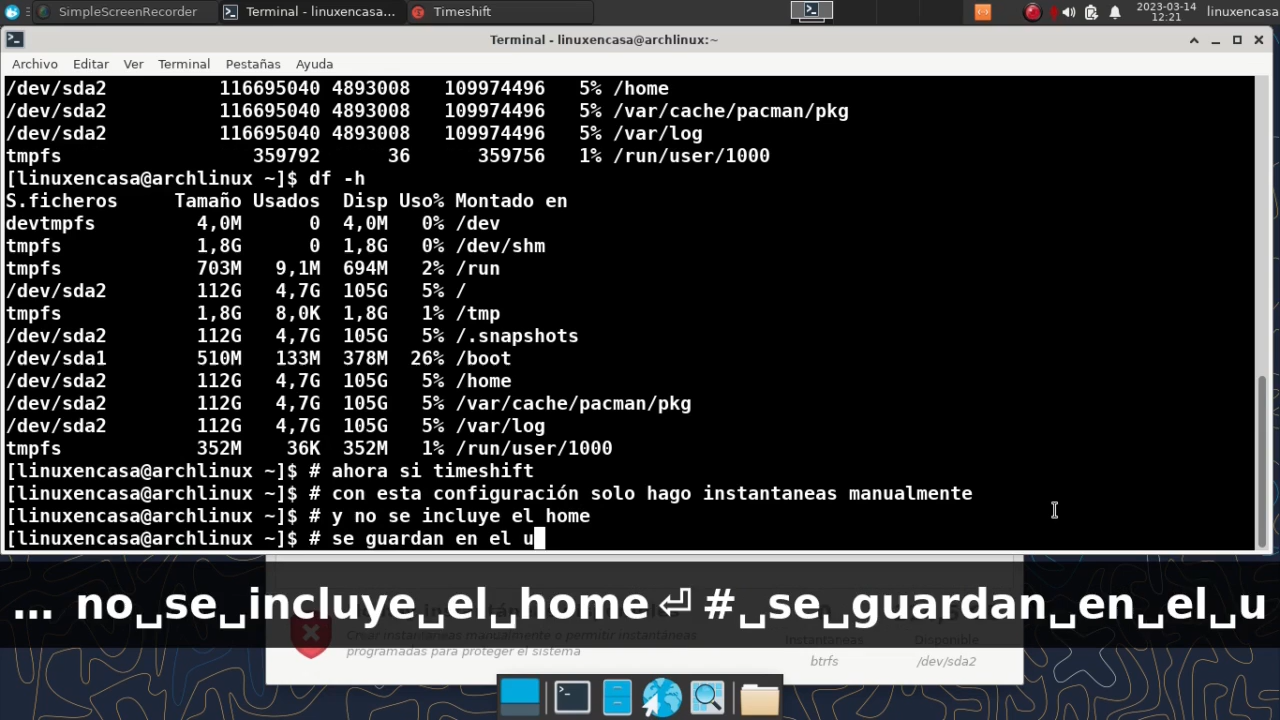 SimpleScreenRecorder
Terminal - linuxencasa...
Timeshift
2023-03-14
12:21
linuxencasa
Terminal - linuxencasa@archlinux:~
Archivo Editar Ver Terminal Pestañas Ayuda
/dev/sda2 116695040 4893008 109974496 5% /home
/dev/sda2 116695040 4893008 109974496 5% /var/cache/pacman/pkg
/dev/sda2 116695040 4893008 109974496 5% /var/log
tmpfs 359792 36 359756 1% /run/user/1000
[linuxencasa@archlinux ~]$ df -h
S.ficheros Tamaño Usados Disp Uso% Montado en
devtmpfs 4,0M 0 4,0M 0% /dev
tmpfs 1,8G 0 1,8G 0% /dev/shm
tmpfs 703M 9,1M 694M 2% /run
/dev/sda2 112G 4,7G 105G 5% /
tmpfs 1,8G 8,0K 1,8G 1% /tmp
/dev/sda2 112G 4,7G 105G 5% /.snapshots
/dev/sda1 510M 133M 378M 26% /boot
/dev/sda2 112G 4,7G 105G 5% /home
/dev/sda2 112G 4,7G 105G 5% /var/cache/pacman/pkg
/dev/sda2 112G 4,7G 105G 5% /var/log
tmpfs 352M 36K 352M 1% /run/user/1000
[linuxencasa@archlinux ~]$ # ahora si timeshift
[linuxencasa@archlinux ~]$ # con esta configuración solo hago instantaneas manualmente
[linuxencasa@archlinux ~]$ # y no se incluye el home
[linuxencasa@archlinux ~]$ # se guardan en el u
... no␣se␣incluye␣el␣home⏎#␣se␣guardan␣en␣el␣u
Crear instantáneas manualmente o permitir instantáneas
programadas para proteger el sistema
Instantáneas
btrfs
Disponible
/dev/sda2